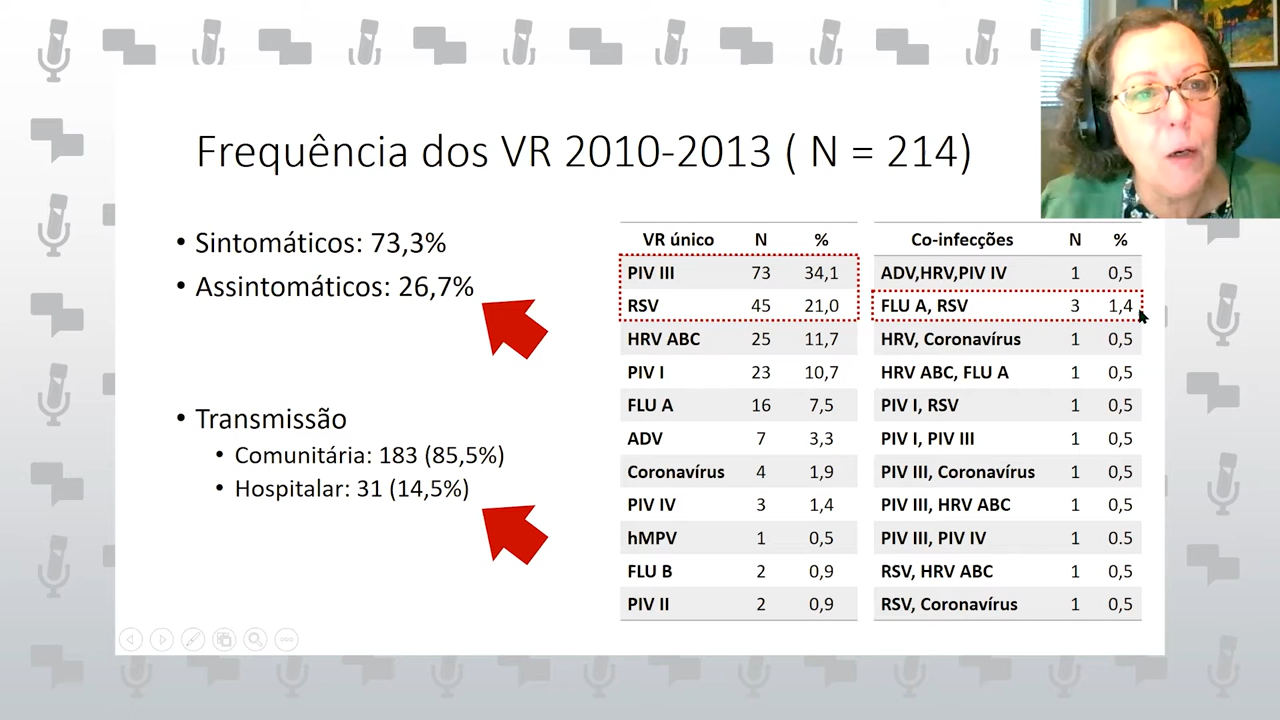 Frequência dos VR 2010-2013 ( N = 214)
• Sintomáticos: 73,3%
• Assintomáticos: 26,7%
• Transmissão
• Comunitária: 183 (85,5%)
• Hospitalar: 31 (14,5%)
VR único N %
PIV III 73 34,1
RSV 45 21,0
HRV ABC 25 11,7
PIV I 23 10,7
FLU A 16 7,5
ADV 7 3,3
Coronavírus 4 1,9
PIV IV 3 1,4
hMPV 1 0,5
FLU B 2 0,9
PIV II 2 0,9
Co-infecções N %
ADV,HRV,PIV IV 1 0,5
FLU A, RSV 3 1,4
HRV, Coronavírus 1 0,5
HRV ABC, FLU A 1 0,5
PIV I, RSV 1 0,5
PIV I, PIV III 1 0,5
PIV III, Coronavírus 1 0,5
PIV III, HRV ABC 1 0,5
PIV III, PIV IV 1 0.5
RSV, HRV ABC 1 0,5
RSV, Coronavírus 1 0,5